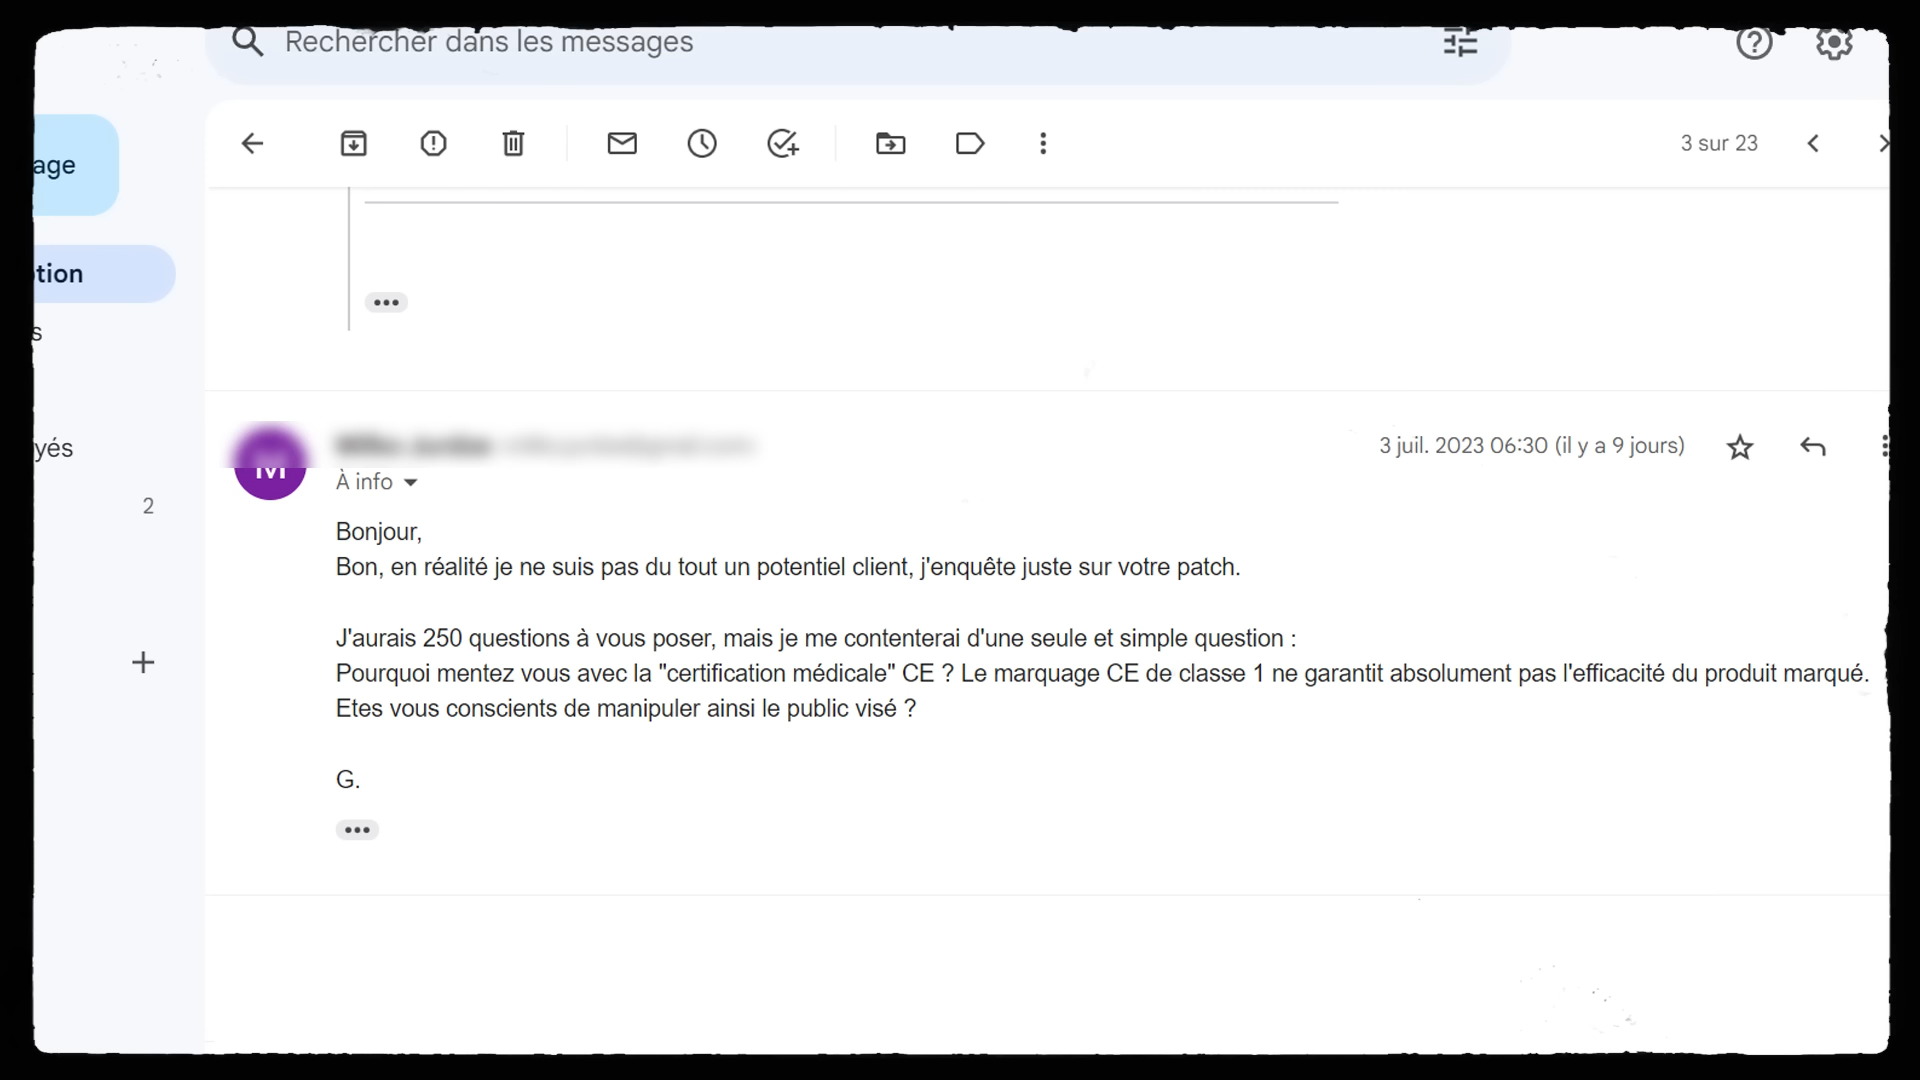 Rechercher dans les messages
age
3 sur 23
tion
s
yés
2
M
3 juil. 2023 06:30 (il y a 9 jours)
À info
Bonjour,
Bon, en réalité je ne suis pas du tout un potentiel client, j'enquête juste sur votre patch.
J'aurais 250 questions à vous poser, mais je me contenterai d'une seule et simple question :
Pourquoi mentez vous avec la "certification médicale" CE ? Le marquage CE de classe 1 ne garantit absolument pas l'efficacité du produit marqué.
Etes vous conscients de manipuler ainsi le public visé ?
G.